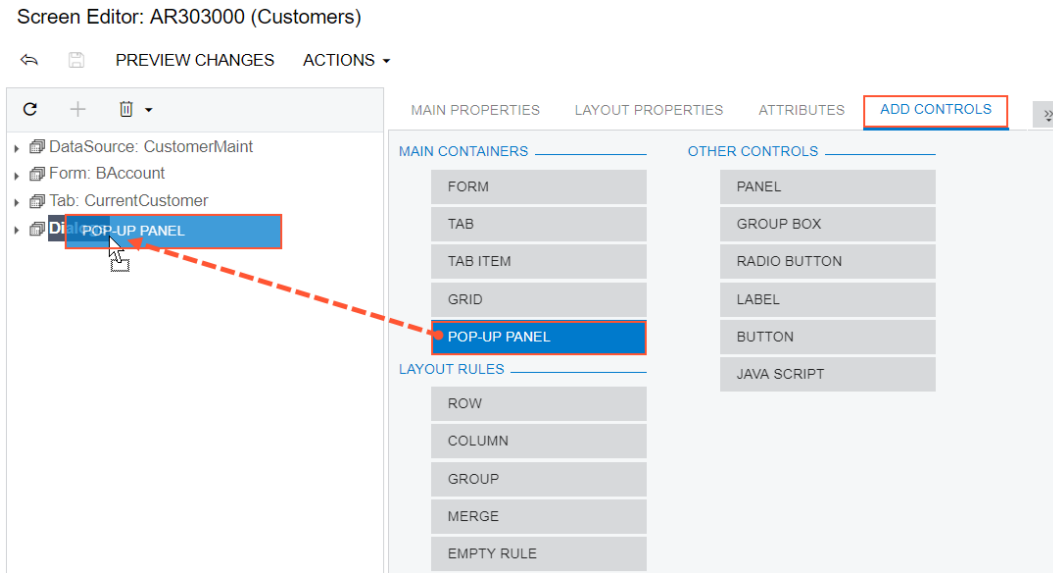 Screen Editor: AR303000 (Customers)
PREVIEW CHANGES ACTIONS
MAIN PROPERTIES LAYOUT PROPERTIES ATTRIBUTES ADD CONTROLS
DataSource: CustomerMaint
Form: BAccount
Tab: CurrentCustomer
POP-UP PANEL
MAIN CONTAINERS
FORM
TAB
TAB ITEM
GRID
POP-UP PANEL
LAYOUT RULES
ROW
COLUMN
GROUP
MERGE
EMPTY RULE
OTHER CONTROLS
PANEL
GROUP BOX
RADIO BUTTON
LABEL
BUTTON
JAVA SCRIPT